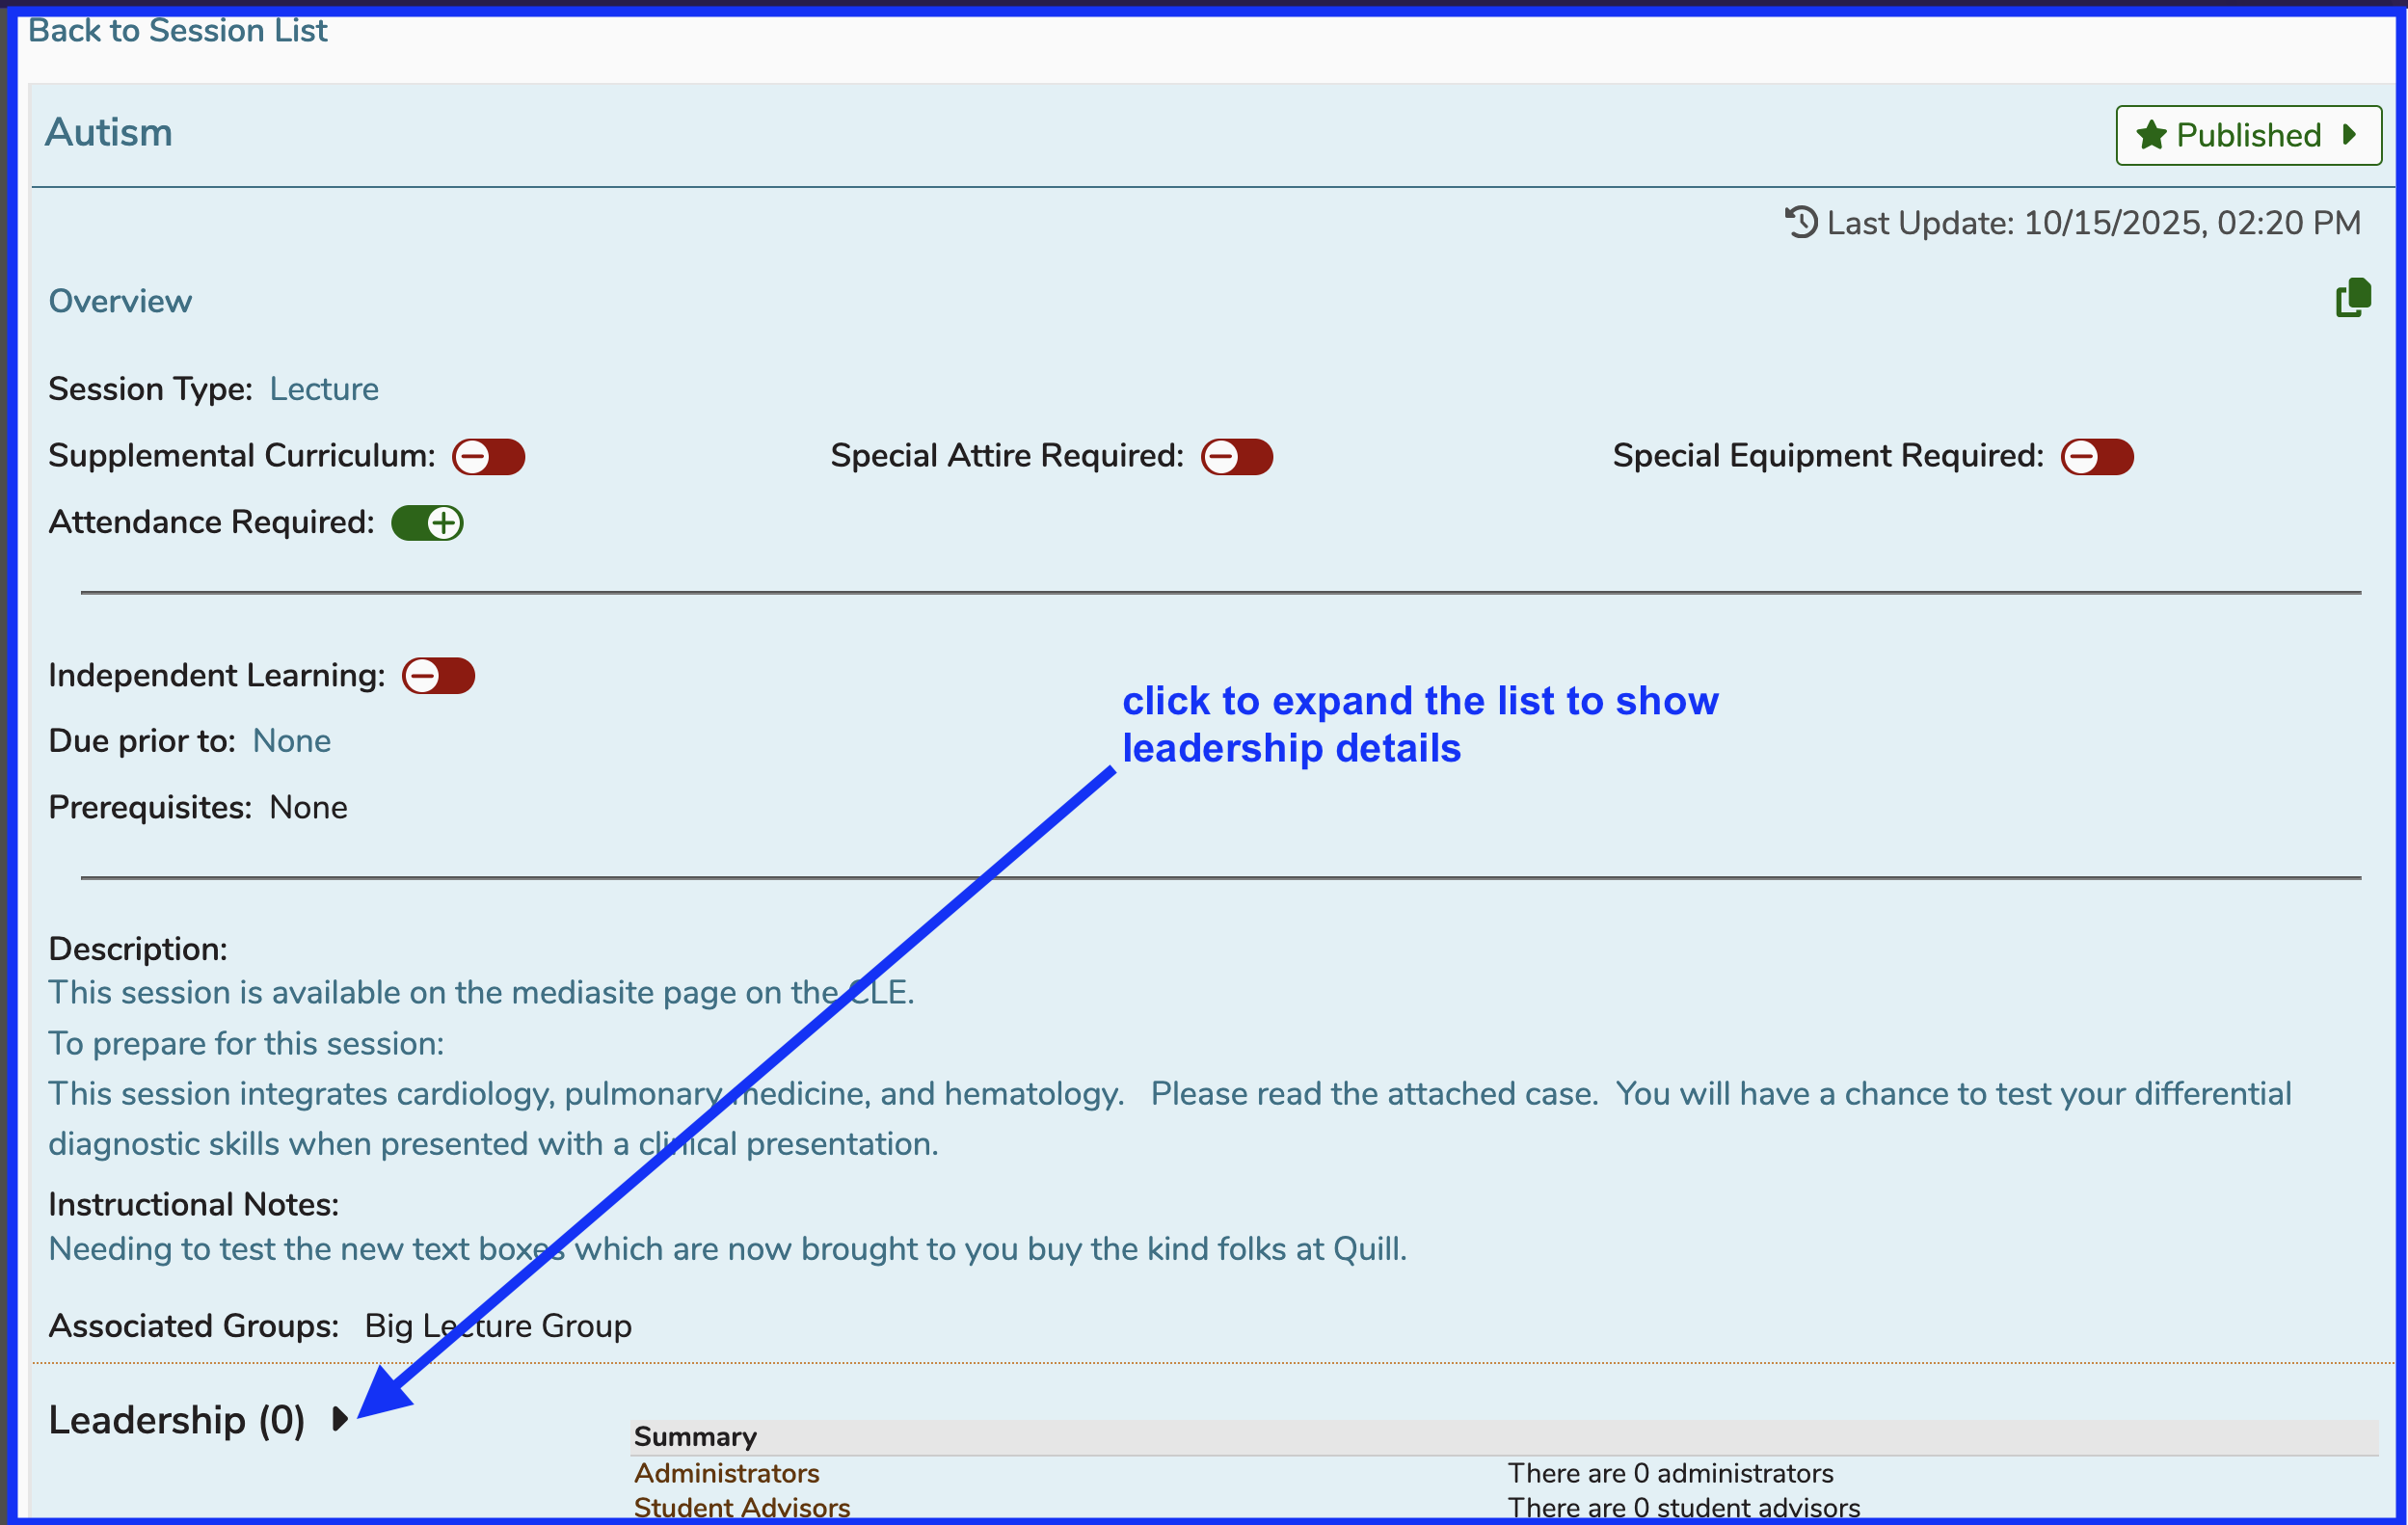 Back to Session List
Autism
Published
Last Update: 10/15/2025, 02:20 PM
Overview
Session Type: Lecture
Supplemental Curriculum:
Special Attire Required:
Special Equipment Required:
Attendance Required:
Independent Learning:
click to expand the list to show
leadership details
Due prior to: None
Prerequisites: None
Description:
This session is available on the mediasite page on the CLE.
To prepare for this session:
This session integrates cardiology, pulmonary medicine, and hematology.   Please read the attached case.  You will have a chance to test your differential
diagnostic skills when presented with a clinical presentation.
Instructional Notes:
Needing to test the new text boxes which are now brought to you buy the kind folks at Quill.
Associated Groups: Big Lecture Group
Leadership (0)
Summary
Administrators There are 0 administrators
Student Advisors There are 0 student advisors